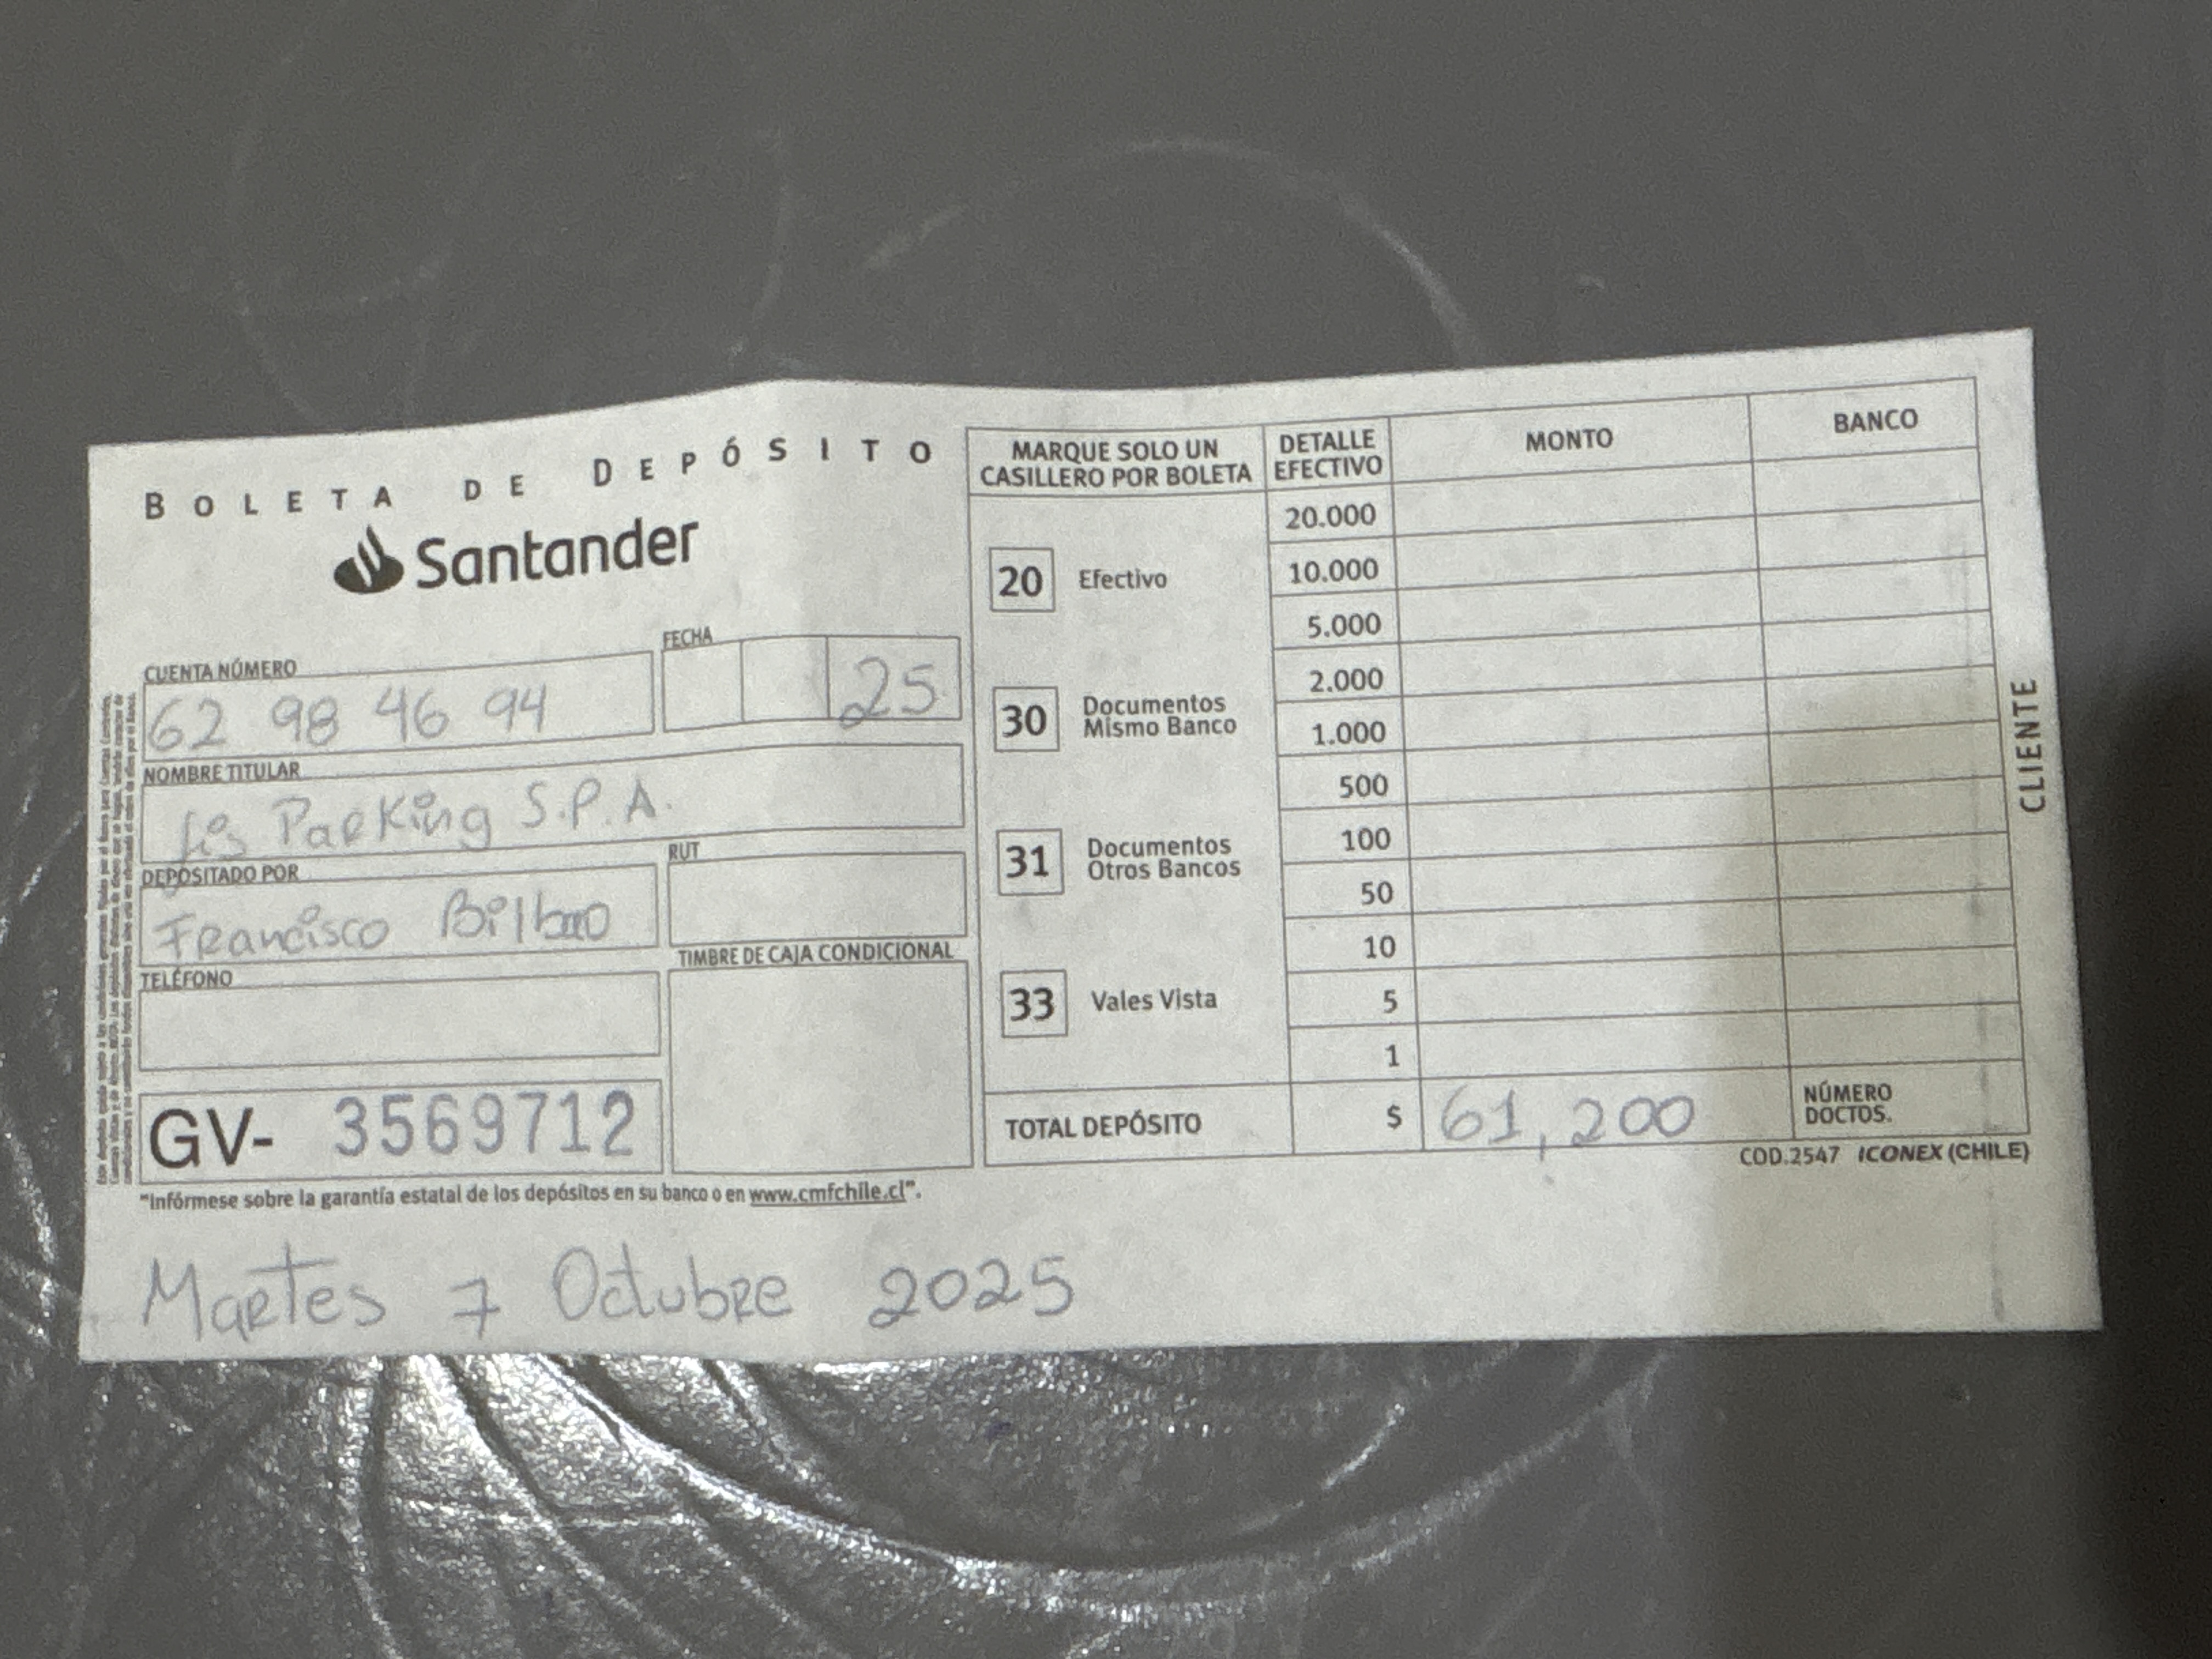 BOLETA DE DEPÓSITO
Santander
CUENTA NÚMERO
62 98 46 94
FECHA
25
NOMBRE TITULAR
Lis Parking S.P.A.
DEPOSITADO POR
Francisco Bilbao
RUT
TELÉFONO
TIMBRE DE CAJA CONDICIONAL
GV- 3569712
"Infórmese sobre la garantía estatal de los depósitos en su banco o en www.cmfchile.cl".
Martes 7 Octubre 2025
MARQUE SOLO UN
CASILLERO POR BOLETA
20 Efectivo
30 Documentos
Mismo Banco
31 Documentos
Otros Bancos
33 Vales Vista
DETALLE
EFECTIVO
MONTO
BANCO
20.000
10.000
5.000
2.000
1.000
500
100
50
10
5
1
TOTAL DEPÓSITO $ 61,200
NÚMERO
DOCTOS.
COD.2547 ICONEX (CHILE)
CLIENTE